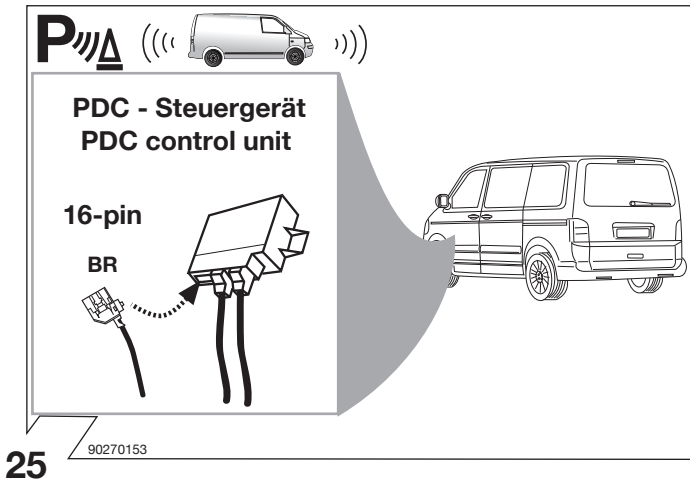 P
PDC - Steuergerät
PDC control unit
16-pin
BR
90270153
25